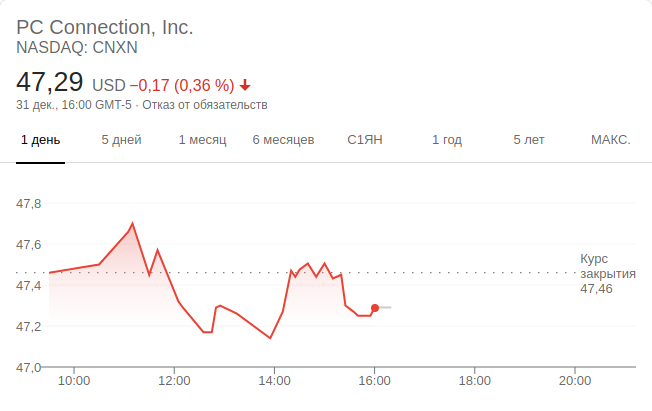 PC Connection, Inc.
NASDAQ: CNXN
47,29 USD −0,17 (0,36 %)
31 дек., 16:00 GMT-5 · Отказ от обязательств
1 день 5 дней 1 месяц 6 месяцев С1ЯН 1 год 5 лет МАКС.
47,8
47,6
Курс
закрытия
47,46
47,4
47,2
47,0
10:00 12:00 14:00 16:00 18:00 20:00